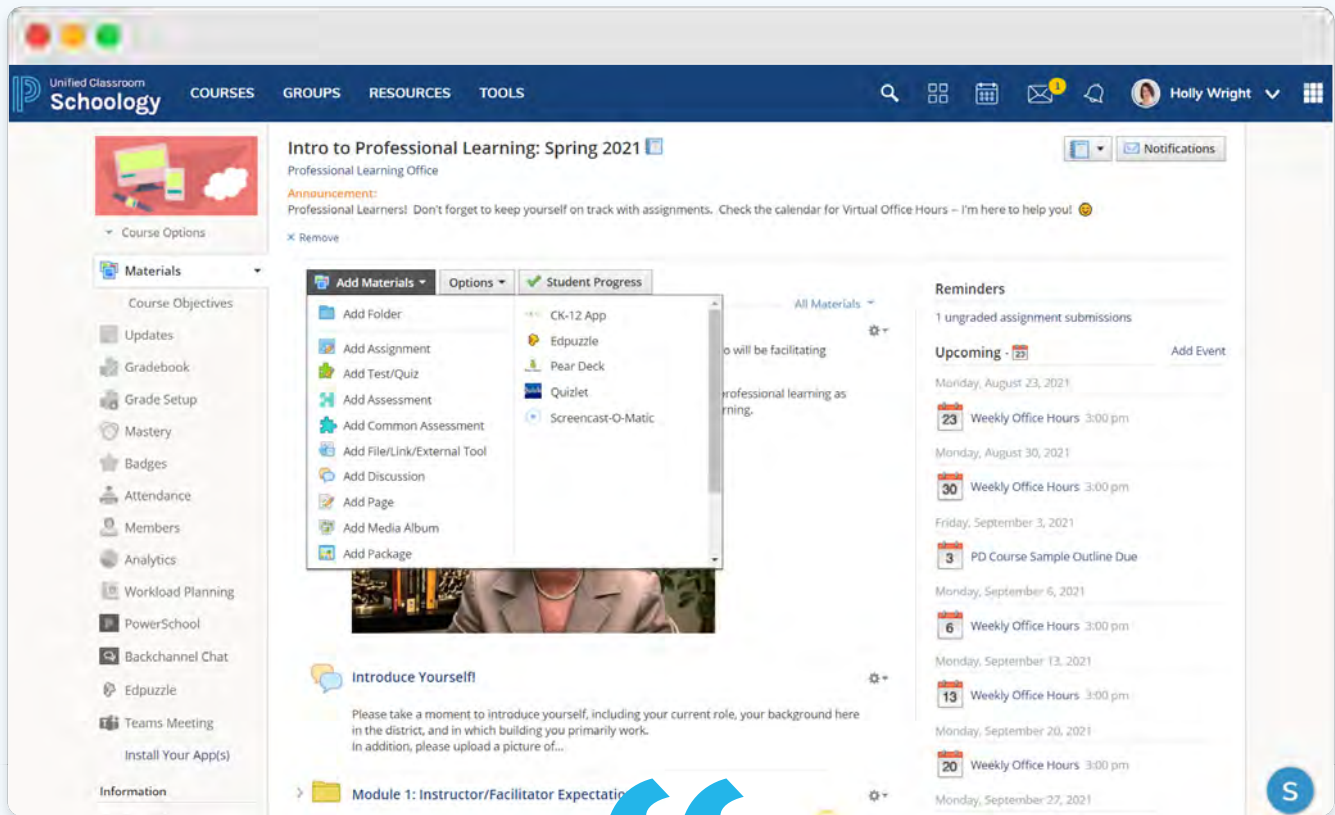 Unified Classroom
Schoology
COURSES
GROUPS
RESOURCES
TOOLS
1
Holly Wright
Intro to Professional Learning: Spring 2021
Professional Learning Office
Announcement:
Professional Learners! Don't forget to keep yourself on track with assignments. Check the calendar for Virtual Office Hours – I'm here to help you!
× Remove
Notifications
Course Options
Materials
Course Objectives
Updates
Gradebook
Grade Setup
Mastery
Badges
Attendance
Members
Analytics
Workload Planning
PowerSchool
Backchannel Chat
Edpuzzle
Teams Meeting
Install Your App(s)
Information
Add Materials
Options
Student Progress
All Materials
Add Folder
Add Assignment
Add Test/Quiz
Add Assessment
Add Common Assessment
Add File/Link/External Tool
Add Discussion
Add Page
Add Media Album
Add Package
CK-12 App
Edpuzzle
Pear Deck
Quizlet
Screencast-O-Matic
will be facilitating
professional learning as
Introduce Yourself!
Please take a moment to introduce yourself, including your current role, your background here
in the district, and in which building you primarily work.
In addition, please upload a picture of...
Module 1: Instructor/Facilitator
Reminders
1 ungraded assignment submissions
Upcoming · 23
Add Event
Monday, August 23, 2021
23 Weekly Office Hours 3:00 pm
Monday, August 30, 2021
30 Weekly Office Hours 3:00 pm
Friday, September 3, 2021
3 PD Course Sample Outline Due
Monday, September 6, 2021
6 Weekly Office Hours 3:00 pm
Monday, September 13, 2021
13 Weekly Office Hours 3:00 pm
Monday, September 20, 2021
20 Weekly Office Hours 3:00 pm
Monday, September 27, 2021
S